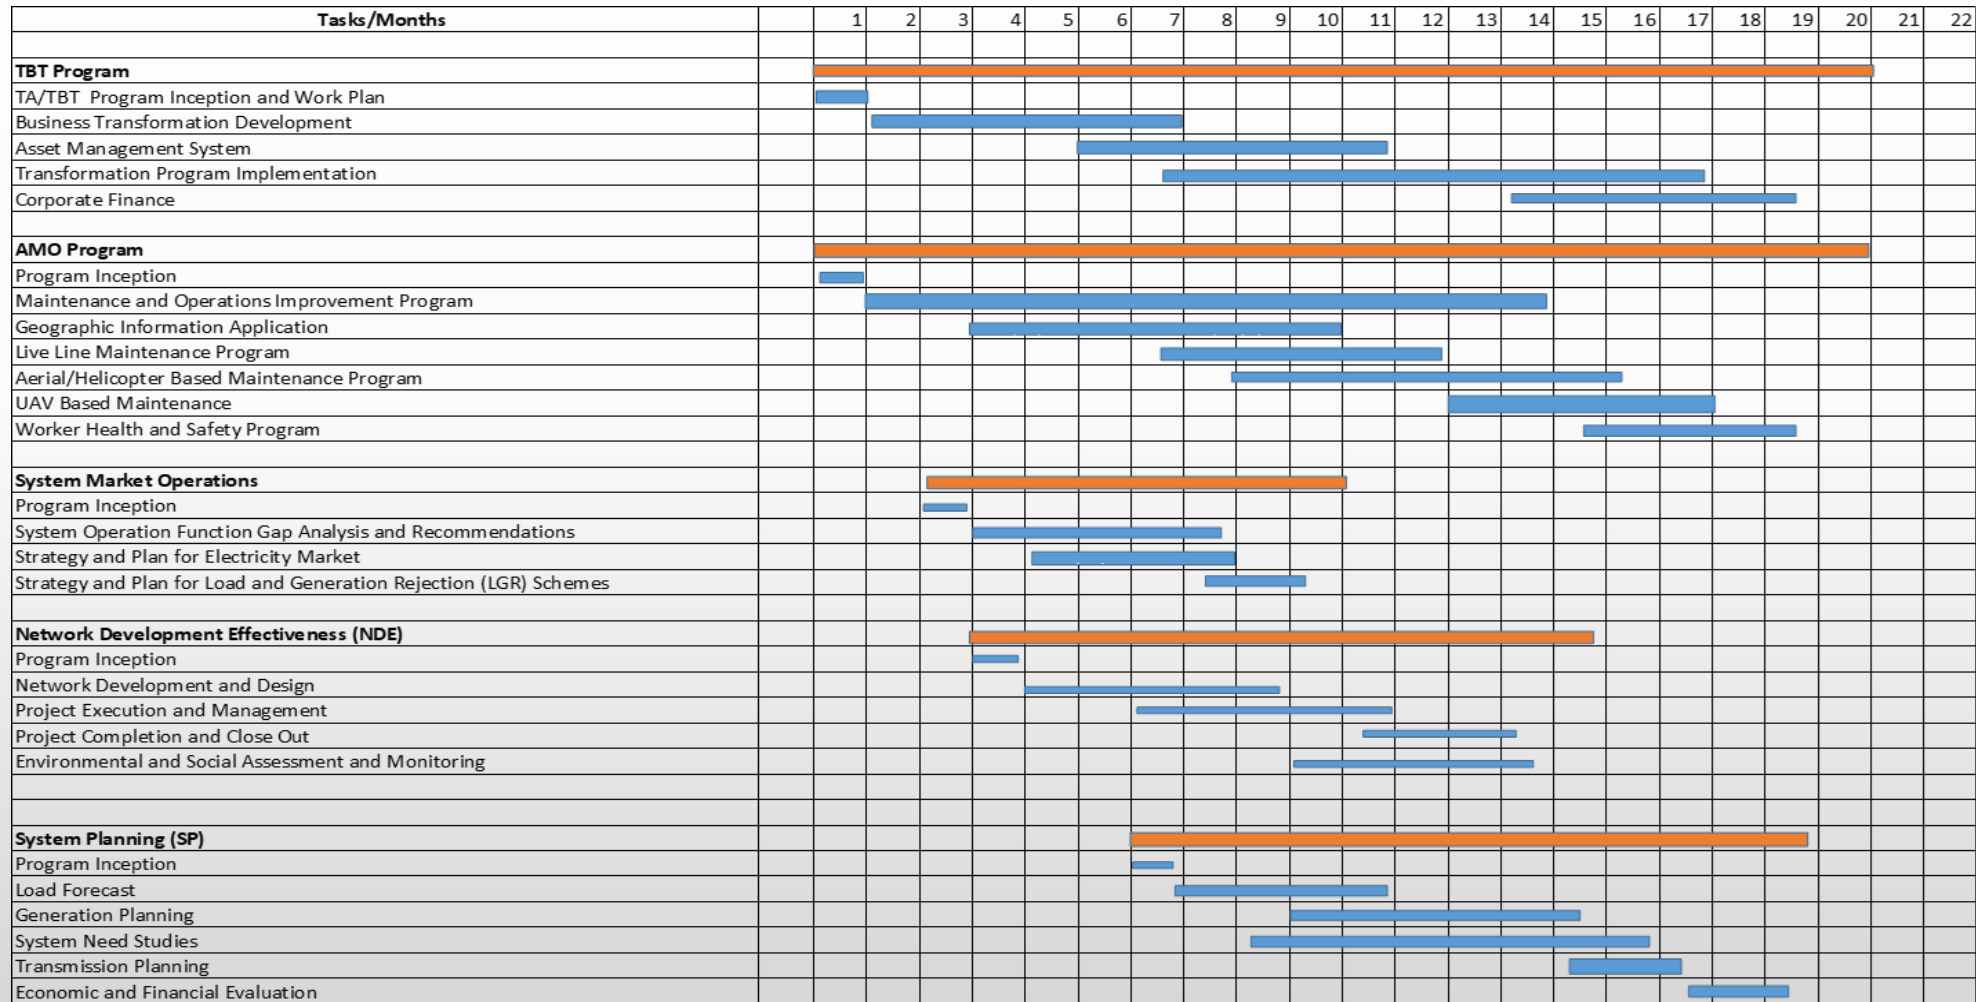 Tasks/Months 1 2 3 4 5 6 7 8 9 10 11 12 13 14 15 16 17 18 19 20 21 22
TBT Program
TA/TBT Program Inception and Work Plan
Business Transformation Development
Asset Management System
Transformation Program Implementation
Corporate Finance
AMO Program
Program Inception
Maintenance and Operations Improvement Program
Geographic Information Application
Live Line Maintenance Program
Aerial/Helicopter Based Maintenance Program
UAV Based Maintenance
Worker Health and Safety Program
System Market Operations
Program Inception
System Operation Function Gap Analysis and Recommendations
Strategy and Plan for Electricity Market
Strategy and Plan for Load and Generation Rejection (LGR) Schemes
Network Development Effectiveness (NDE)
Program Inception
Network Development and Design
Project Execution and Management
Project Completion and Close Out
Environmental and Social Assessment and Monitoring
System Planning (SP)
Program Inception
Load Forecast
Generation Planning
System Need Studies
Transmission Planning
Economic and Financial Evaluation